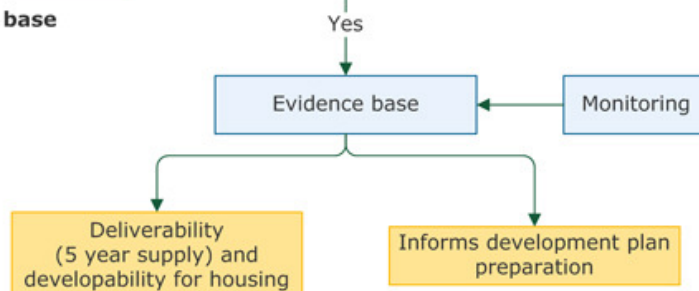 base
Yes
Evidence base
Monitoring
Deliverability
(5 year supply) and
developability for housing
Informs development plan
preparation